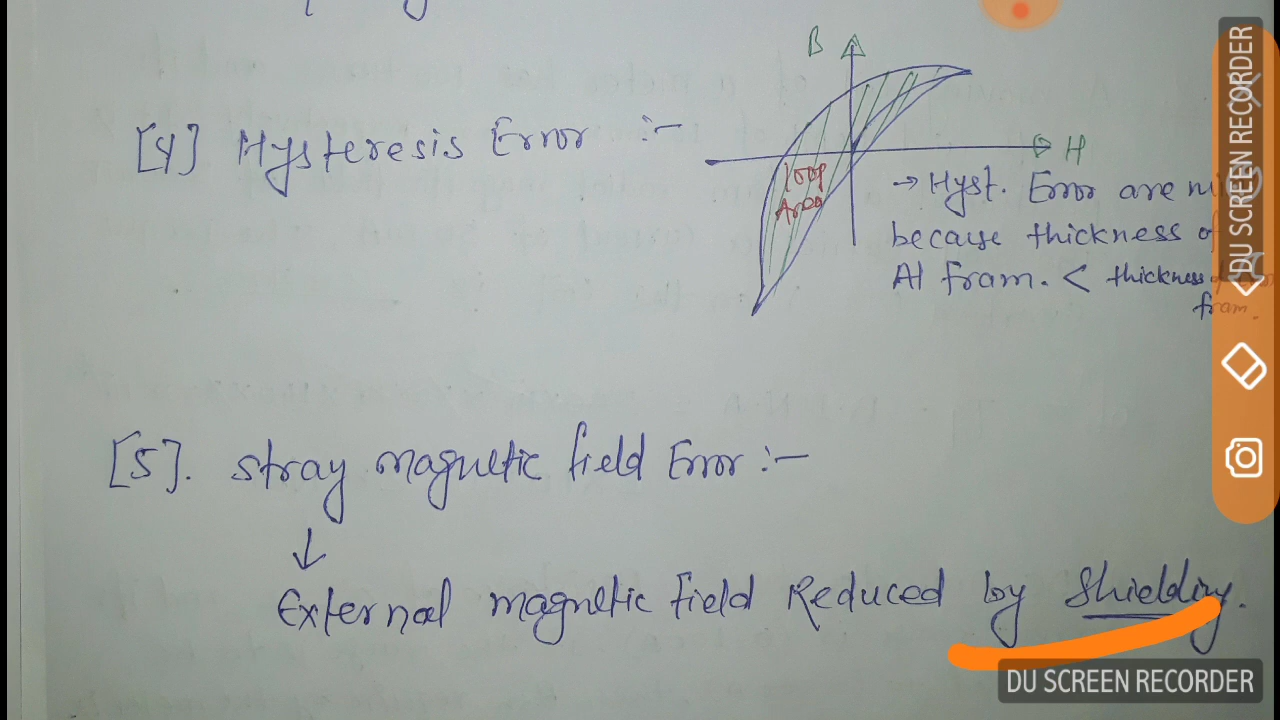 B
[4] Hysteresis Error :-
H
loop
Area
→ Hyst. Error are
because thickness
Al fram. < thickness
fram.
[5]. Stray magnetic field Error :-
↓
External magnetic field Reduced by Shielding.
DU SCREEN RECORDER
DU SCREEN RECORDER